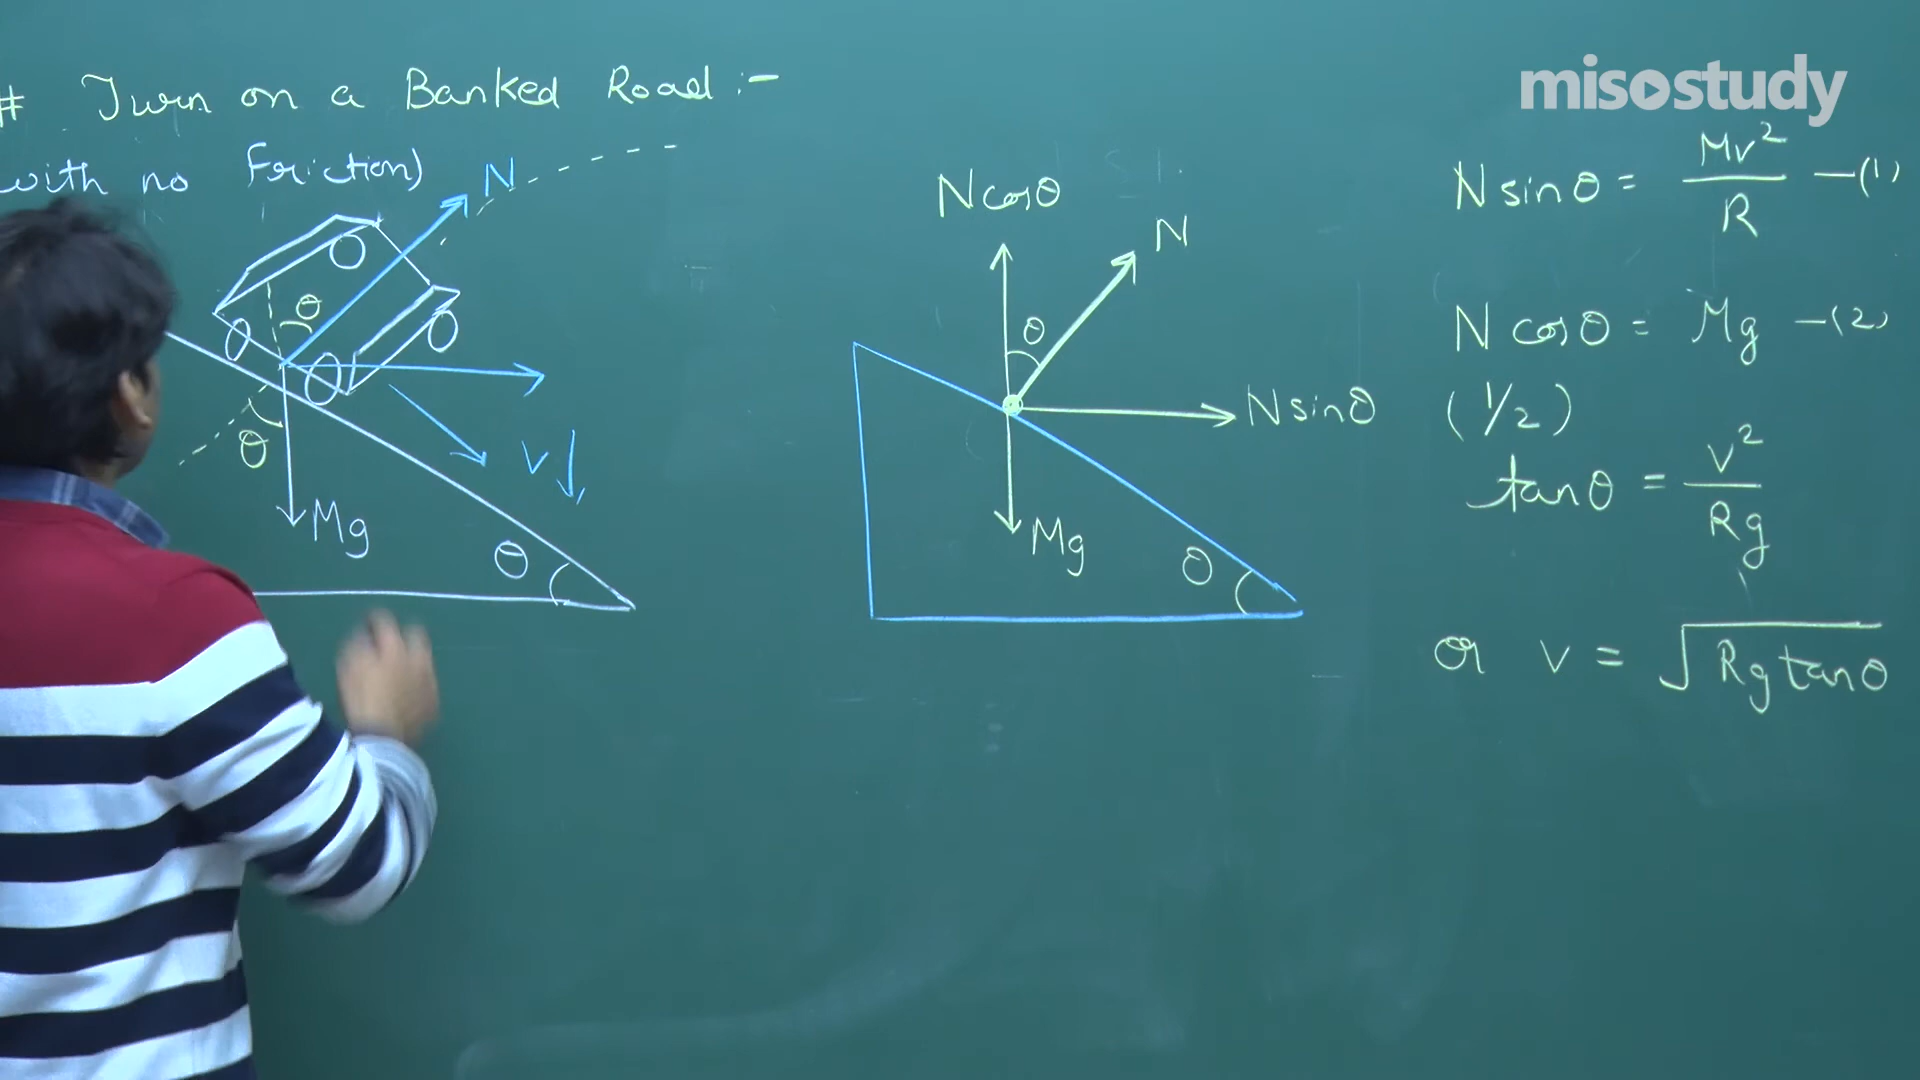 # Turn on a Banked Road :-
with no Friction)
N
θ
θ
v↓
Mg
θ
N cosθ
N
θ
N sinθ
Mg
θ
misostudy
N sinθ = Mv²/R —(1)
N cosθ = Mg —(2)
(1/2)
tanθ = v²/Rg
or v = √Rg tanθ